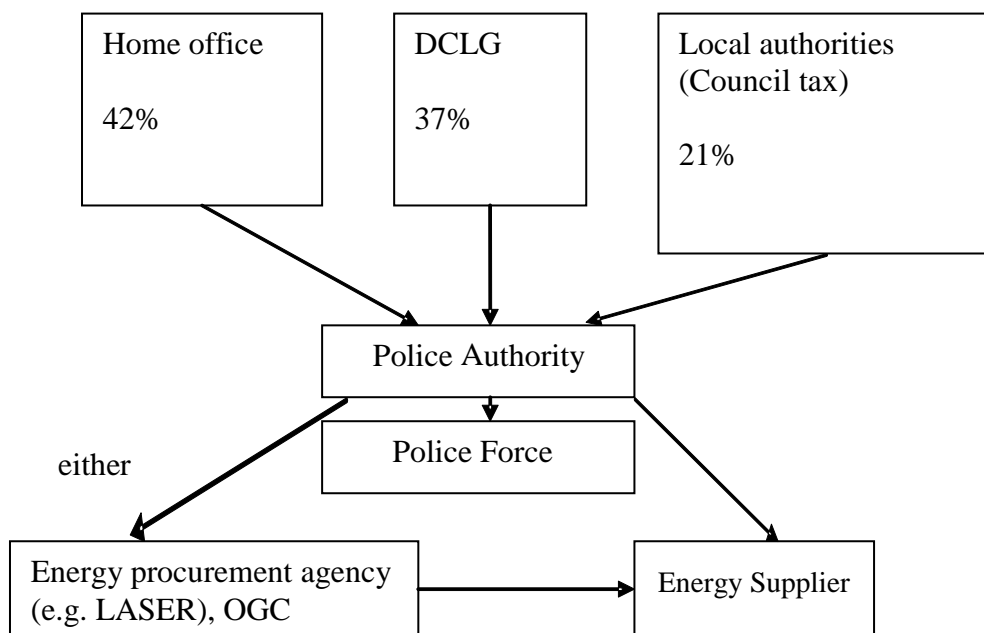 Home office
42%
DCLG
37%
Local authorities
(Council tax)
21%
Police Authority
Police Force
either
Energy procurement agency
(e.g. LASER), OGC
Energy Supplier